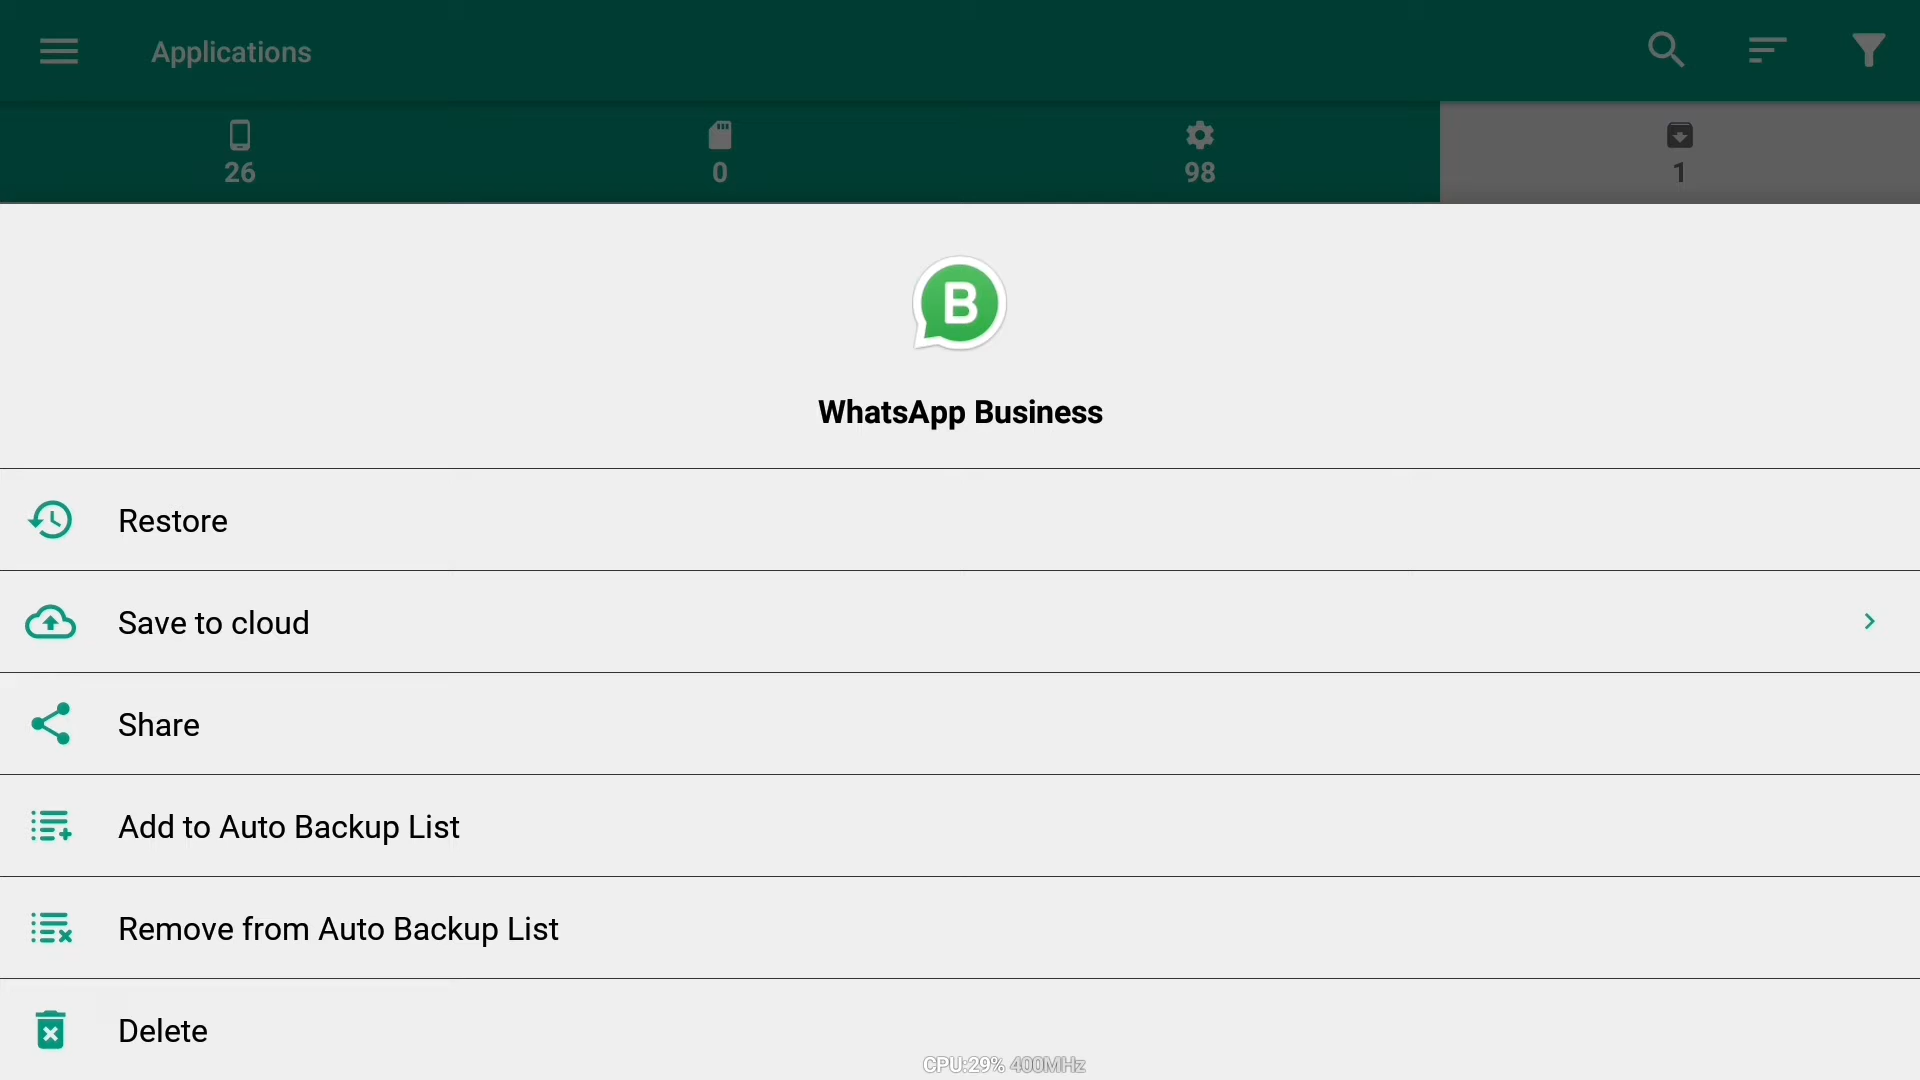 Applications
26
0
98
1
B
WhatsApp Business
Restore
Save to cloud
Share
Add to Auto Backup List
Remove from Auto Backup List
Delete
CPU:29% 400MHz